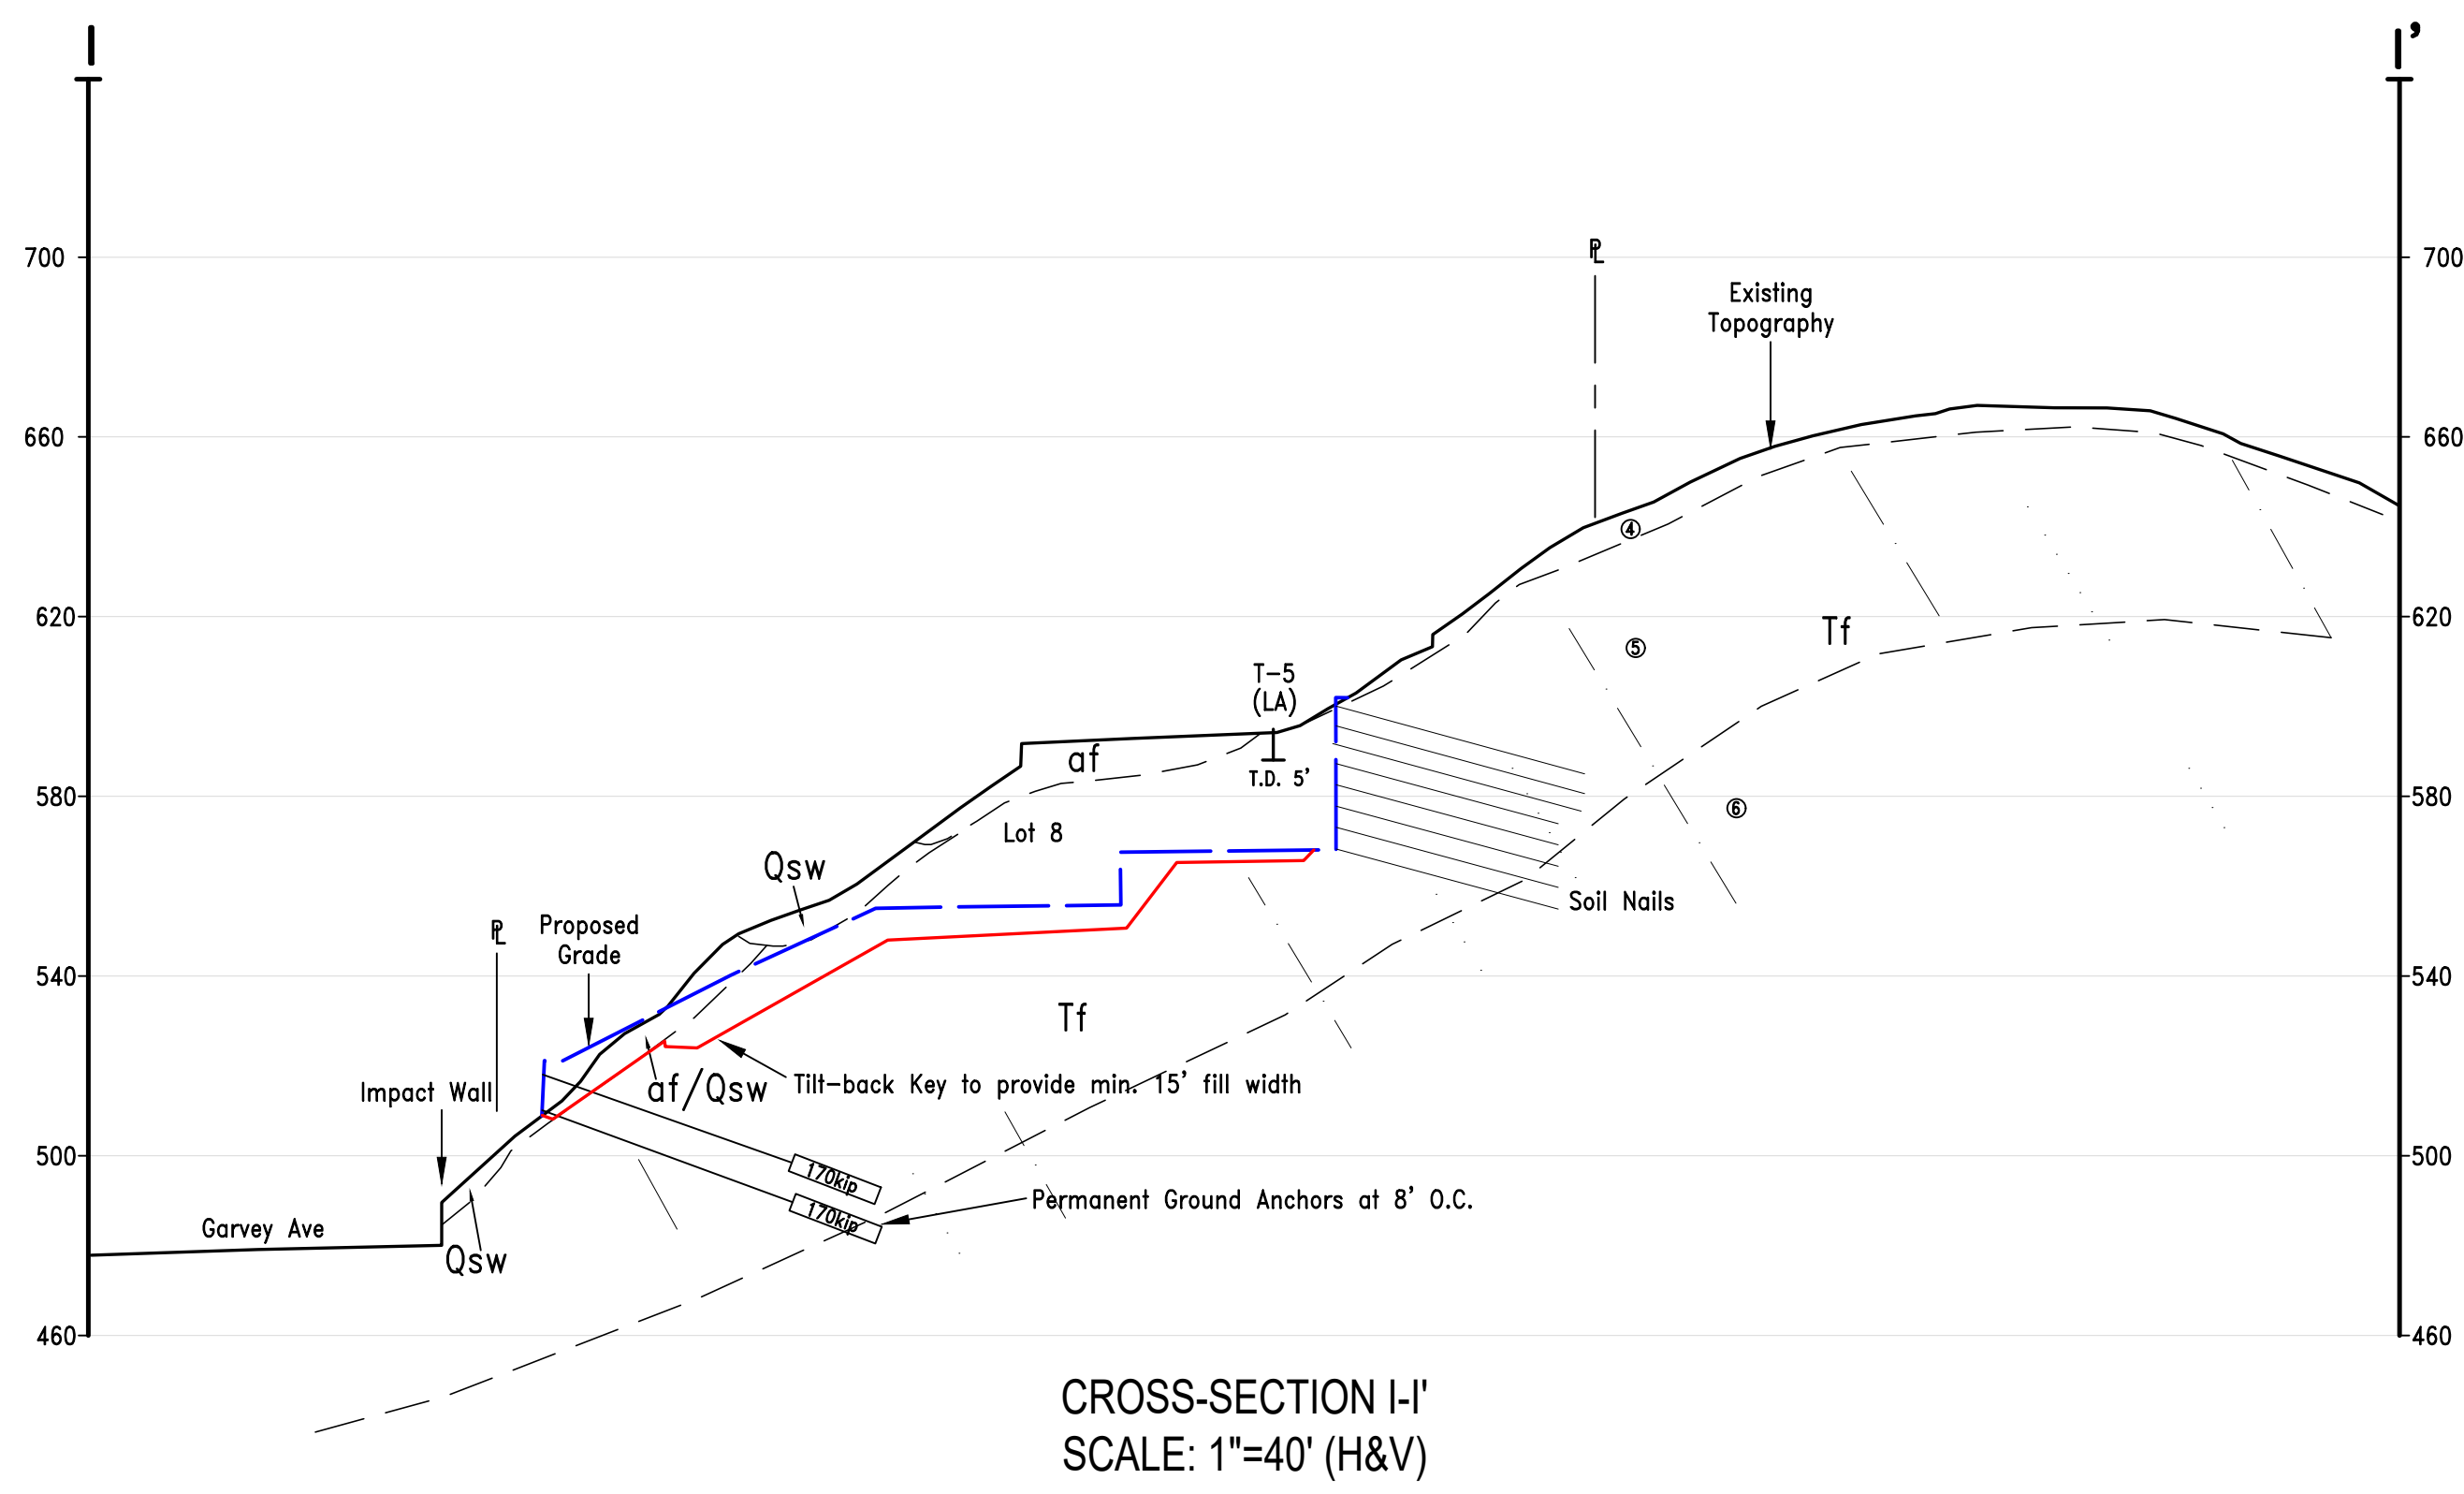 I
I’
700
700
℄
Existing
Topography
660
660
④
620
620
Tf
⑤
T-5
(LA)
af
T.D. 5’
580
580
⑥
Lot 8
Qsw
Soil Nails
℄
Proposed
Grade
540
540
Tf
Impact Wall
af/Qsw
Tilt-back Key to provide min. 15’ fill width
500
500
170kip
170kip
Permanent Ground Anchors at 8’ O.C.
Garvey Ave
Qsw
460
460
CROSS-SECTION I-I'
SCALE: 1"=40' (H&V)